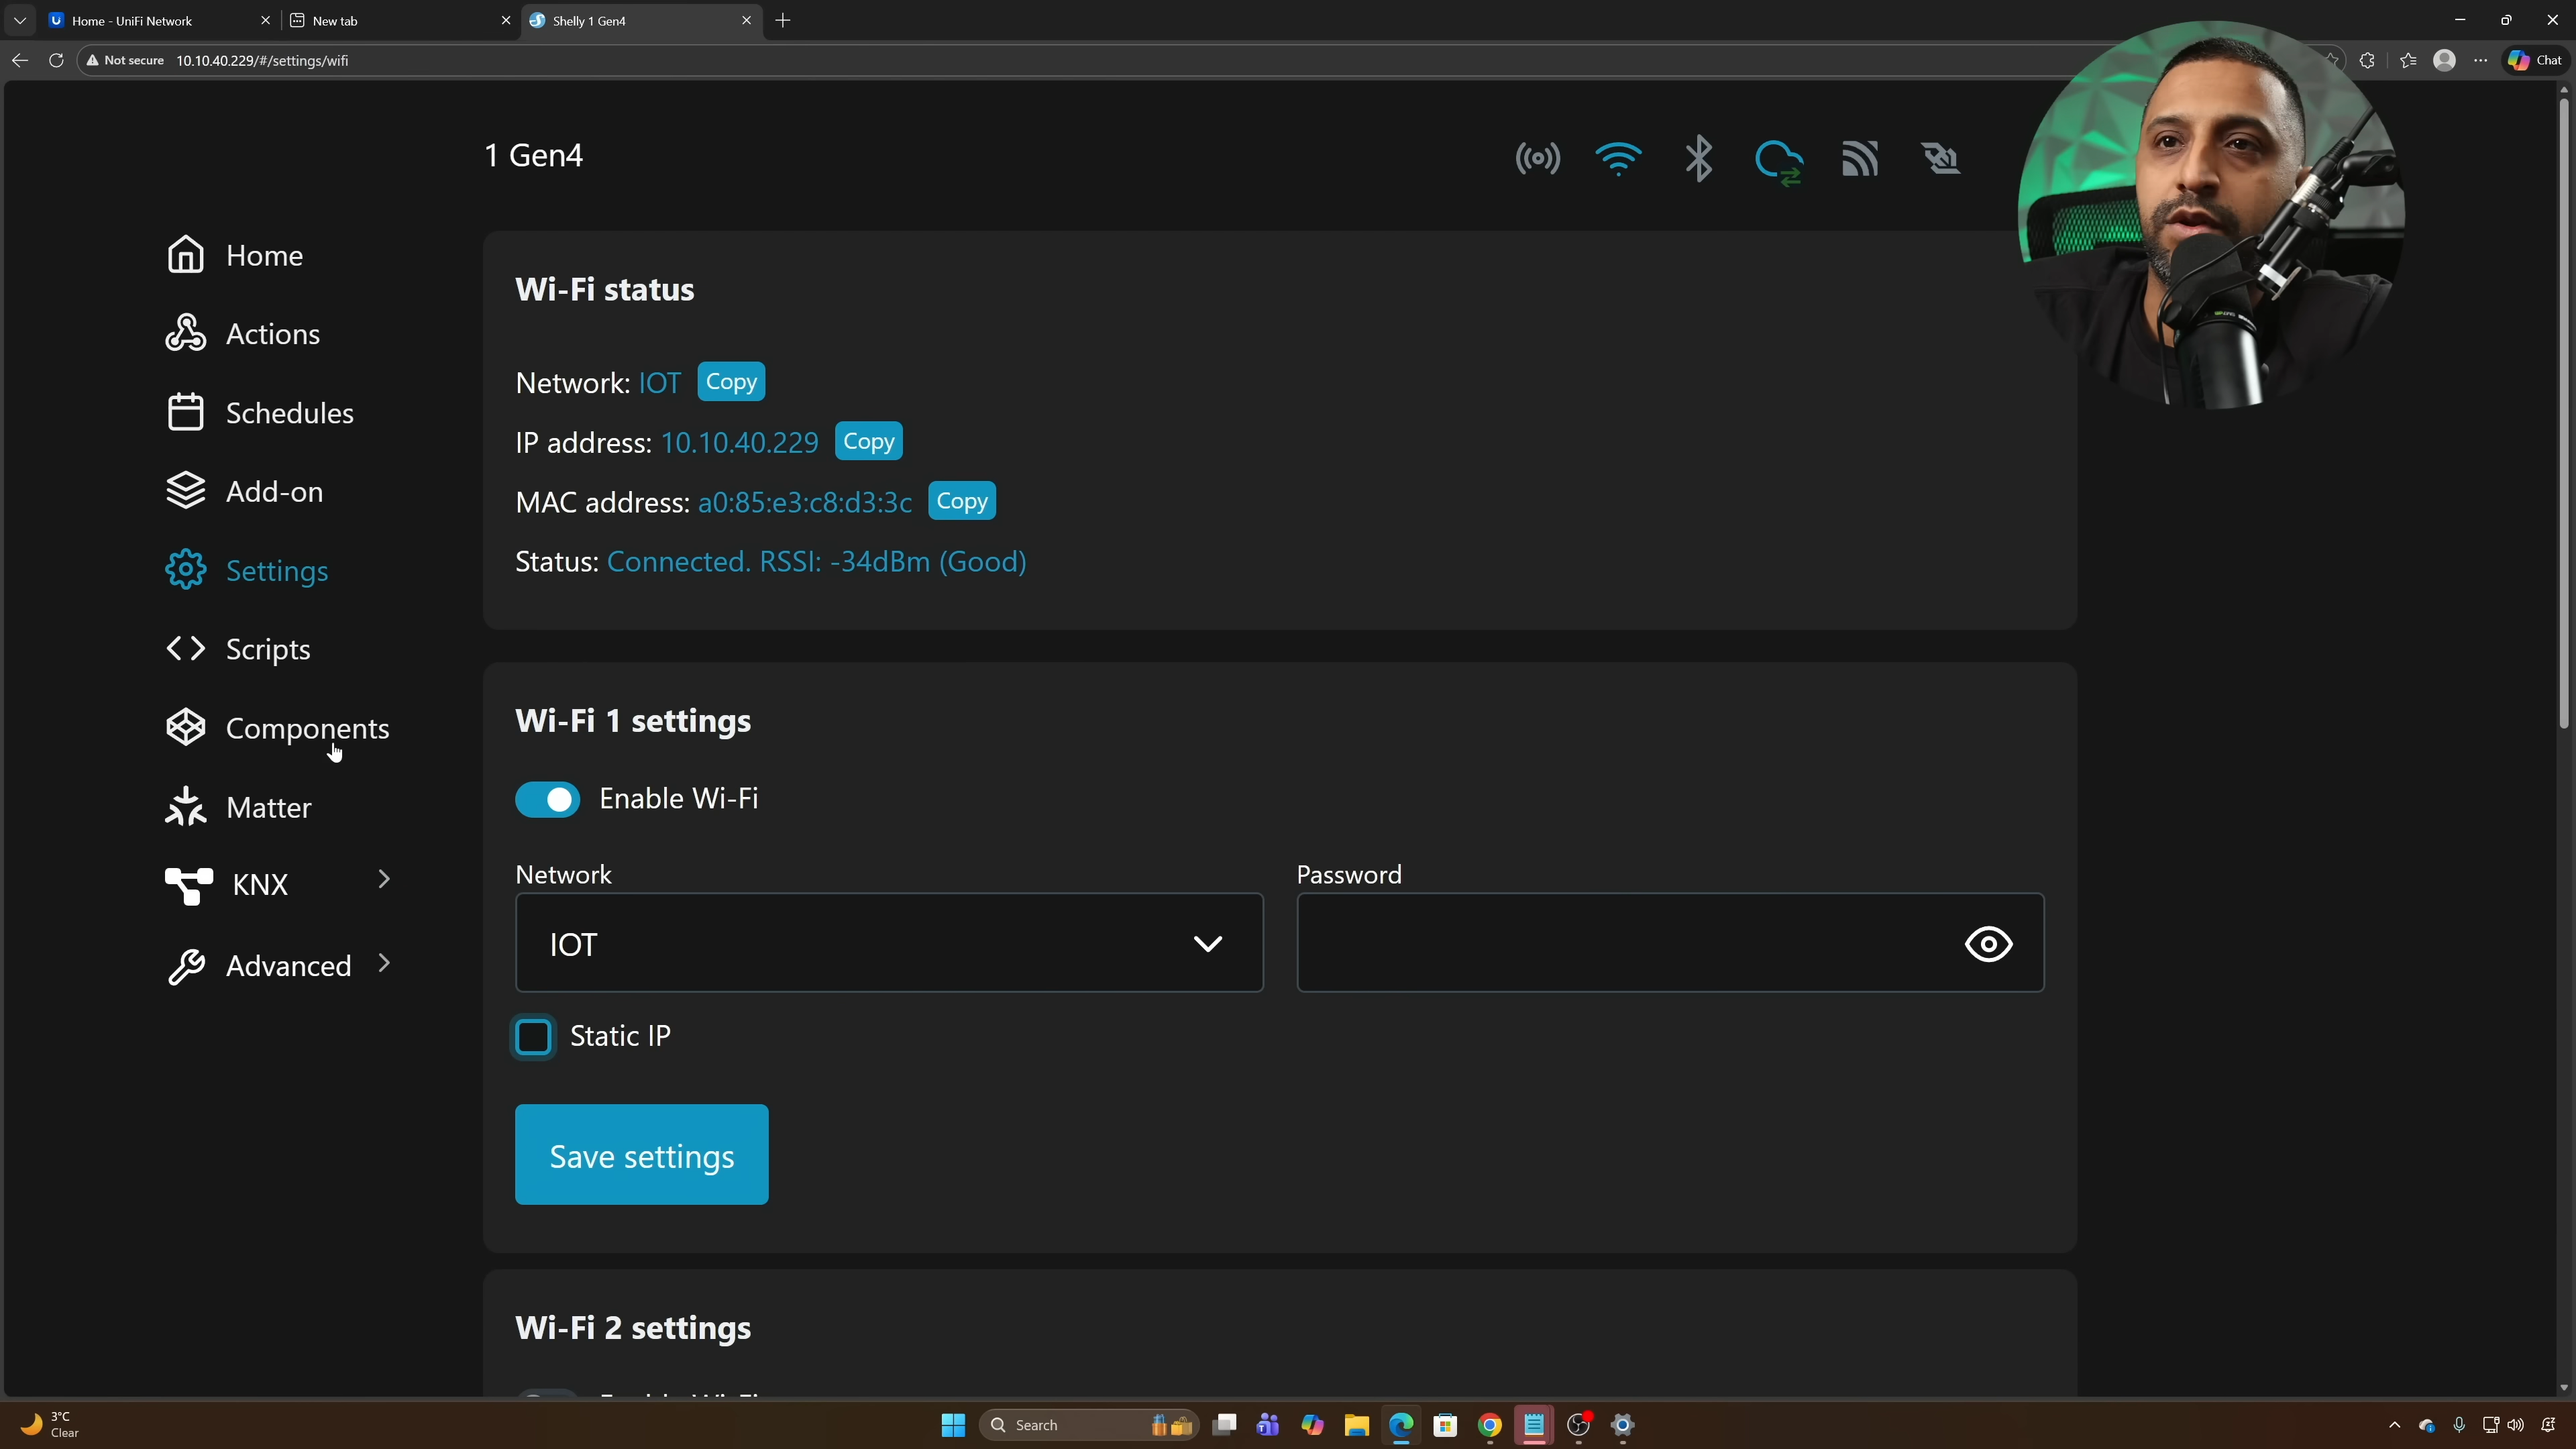 Home - UniFi Network
New tab
Shelly 1 Gen4
Not secure 10.10.40.229/#/settings/wifi
Chat
1 Gen4
Home
Actions
Schedules
Add-on
Settings
Scripts
Components
Matter
KNX
Advanced
Wi-Fi status
Network: IOT Copy
IP address: 10.10.40.229 Copy
MAC address: a0:85:e3:c8:d3:3c Copy
Status: Connected. RSSI: -34dBm (Good)
Wi-Fi 1 settings
Enable Wi-Fi
Network
Password
IOT
Static IP
Save settings
Wi-Fi 2 settings
3°C
Clear
Search